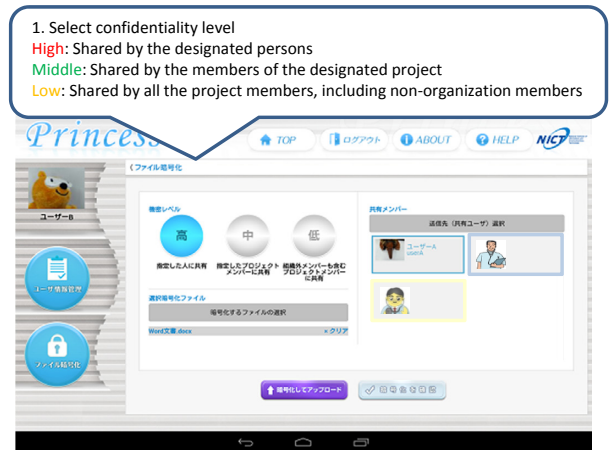 1. Select confidentiality level
High: Shared by the designated persons
Middle: Shared by the members of the designated project
Low: Shared by all the project members, including non-organization members
TOP
ログアウト
ABOUT
HELP
NICT
ファイル暗号化
ユーザーB
機密レベル
高
中
低
指定した人に共有
指定したプロジェクト
メンバーに共有
組織外メンバーも含む
プロジェクトメンバー
に共有
選択暗号化ファイル
暗号化するファイルの選択
Word文書.docx
× クリア
共有メンバー
送信先（共有ユーザ）選択
ユーザーA
userA
ユーザ情報管理
ファイル暗号化
暗号化してアップロード